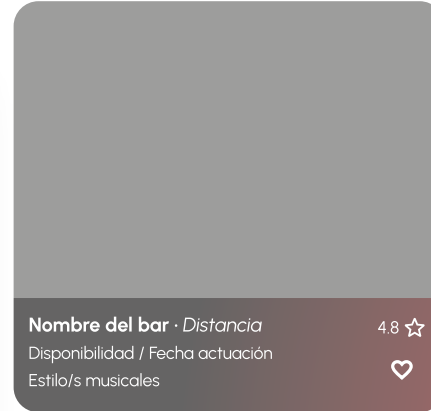 Nombre del bar · Distancia
4.8
Disponibilidad / Fecha actuación
Estilo/s musicales